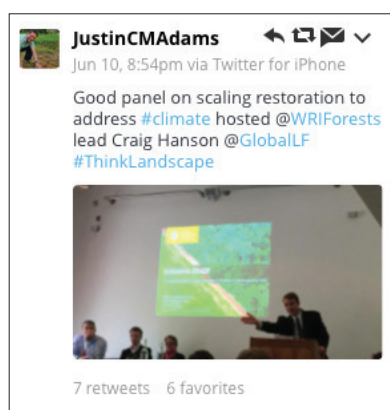 JustinCMAdams
Jun 10, 8:54pm via Twitter for iPhone
Good panel on scaling restoration to
address #climate hosted @WRIForests
lead Craig Hanson @GlobalLF
#ThinkLandscape
7 retweets 6 favorites